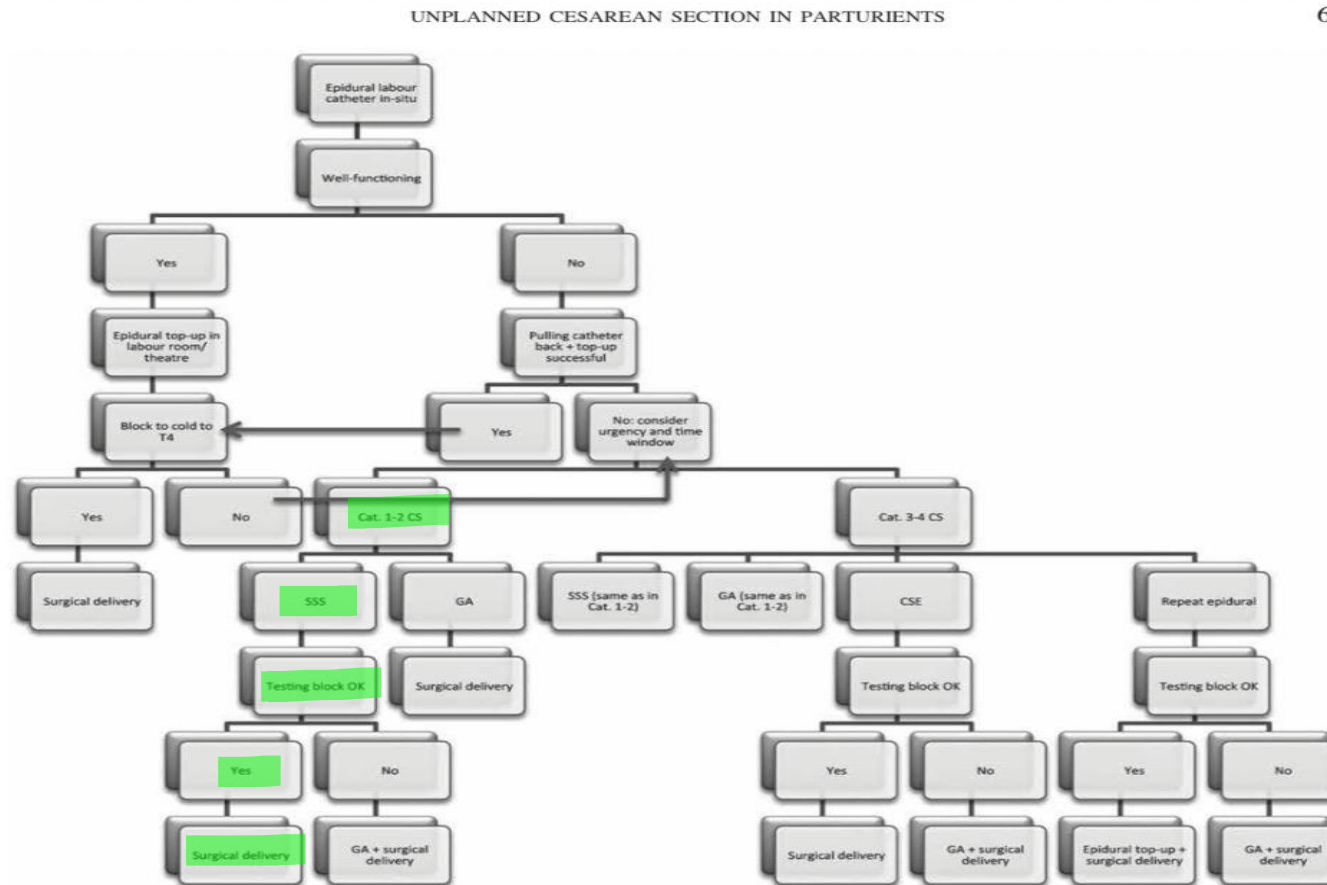 UNPLANNED CESAREAN SECTION IN PARTURIENTS
6
Epidural labour
catheter in-situ
Well-functioning
Yes
No
Epidural top-up in
labour room/
theatre
Pulling catheter
back + top-up
successful
Block to cold to
T4
Yes
No: consider
urgency and time
window
Yes
No
Cat. 1-2 CS
Cat. 3-4 CS
Surgical delivery
SSS
GA
SSS (same as in
Cat. 1-2)
GA (same as in
Cat. 1-2)
CSE
Repeat epidural
Testing block OK
Surgical delivery
Testing block OK
Testing block OK
Yes
No
Yes
No
Yes
No
Surgical delivery
GA + surgical
delivery
Surgical delivery
GA + surgical
delivery
Epidural top-up +
surgical delivery
GA + surgical
delivery